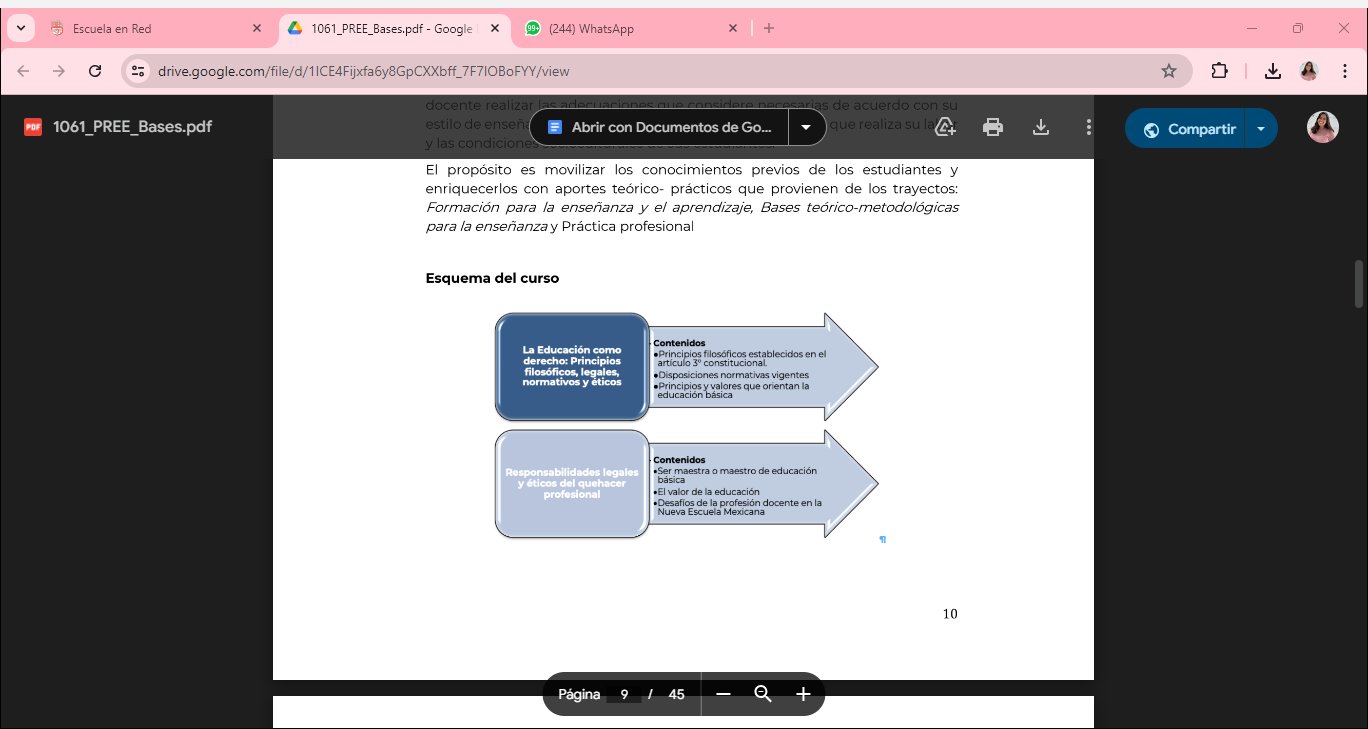 Escuela en Red
1061_PREE_Bases.pdf - Google
99+
(244) WhatsApp
drive.google.com/file/d/1ICE4Fijxfa6y8GpCXXbff_7F7IOBoFYY/view
PDF
1061_PREE_Bases.pdf
Abrir con Documentos de Go...
Compartir
docente realizar las adecuaciones que considere necesarias de acuerdo con su
estilo de enseña que realiza su labor
y las condiciones socioculturales de sus estudiantes.
El propósito es movilizar los conocimientos previos de los estudiantes y
enriquecerlos con aportes teórico- prácticos que provienen de los trayectos:
Formación para la enseñanza y el aprendizaje, Bases teórico-metodológicas
para la enseñanza y Práctica profesional
Esquema del curso
La Educación como
derecho: Principios
filosóficos, legales,
normativos y éticos
Contenidos
•Principios filosóficos establecidos en el
artículo 3° constitucional.
•Disposiciones normativas vigentes
•Principios y valores que orientan la
educación básica
Responsabilidades legales
y éticos del quehacer
profesional
Contenidos
•Ser maestra o maestro de educación
básica
•El valor de la educación
•Desafíos de la profesión docente en la
Nueva Escuela Mexicana
¶
10
Página 9 / 45